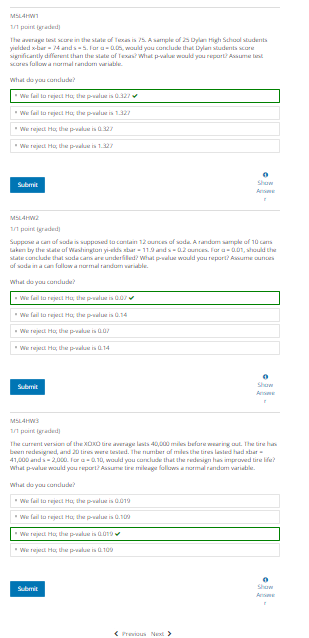 M5L4HW1
1/1 point (graded)
The average test score in the state of Texas is 75. A sample of 25 Dylan High School students
yielded x-bar = 74 and s = 5. For α = 0.05, would you conclude that Dylan students score
significantly different than the state of Texas? What p-value would you report? Assume test
scores follow a normal random variable.
What do you conclude?
We fail to reject Ho; the p-value is 0.327 ✔
We fail to reject Ho; the p-value is 1.327
We reject Ho; the p-value is 0.327
We reject Ho; the p-value is 1.327
Submit
Show
Answe
r
M5L4HW2
1/1 point (graded)
Suppose a can of soda is supposed to contain 12 ounces of soda. A random sample of 10 cans
taken by the state of Washington yi-elds xbar = 11.9 and s = 0.2 ounces. For α = 0.01, should the
state conclude that soda cans are underfilled? What p-value would you report? Assume ounces
of soda in a can follow a normal random variable.
What do you conclude?
We fail to reject Ho; the p-value is 0.07 ✔
We fail to reject Ho; the p-value is 0.14
We reject Ho; the p-value is 0.07
We reject Ho; the p-value is 0.14
Submit
Show
Answe
r
M5L4HW3
1/1 point (graded)
The current version of the XOXO tire average lasts 40,000 miles before wearing out. The tire has
been redesigned, and 20 tires were tested. The number of miles the tires lasted had xbar =
41,000 and s = 2,000. For α = 0.10, would you conclude that the redesign has improved tire life?
What p-value would you report? Assume tire mileage follows a normal random variable.
What do you conclude?
We fail to reject Ho; the p-value is 0.019
We fail to reject Ho; the p-value is 0.109
We reject Ho; the p-value is 0.019 ✔
We reject Ho; the p-value is 0.109
Submit
Show
Answe
r
Previous Next